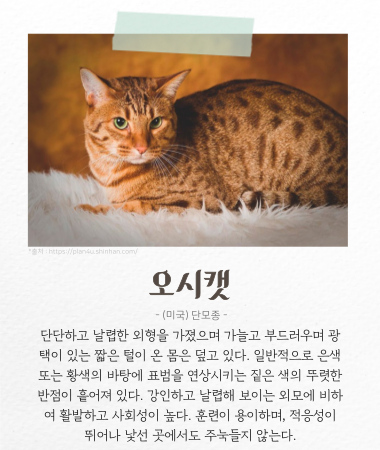 *출처 : https://plan4u.shinhan.com/
오시캣
- (미국) 단모종 -
단단하고 날렵한 외형을 가졌으며 가늘고 부드러우며 광
택이 있는 짧은 털이 온 몸은 덮고 있다. 일반적으로 은색
또는 황색의 바탕에 표범을 연상시키는 짙은 색의 뚜렷한
반점이 흩어져 있다. 강인하고 날렵해 보이는 외모에 비하
여 활발하고 사회성이 높다. 훈련이 용이하며, 적응성이
뛰어나 낯선 곳에서도 주눅들지 않는다.